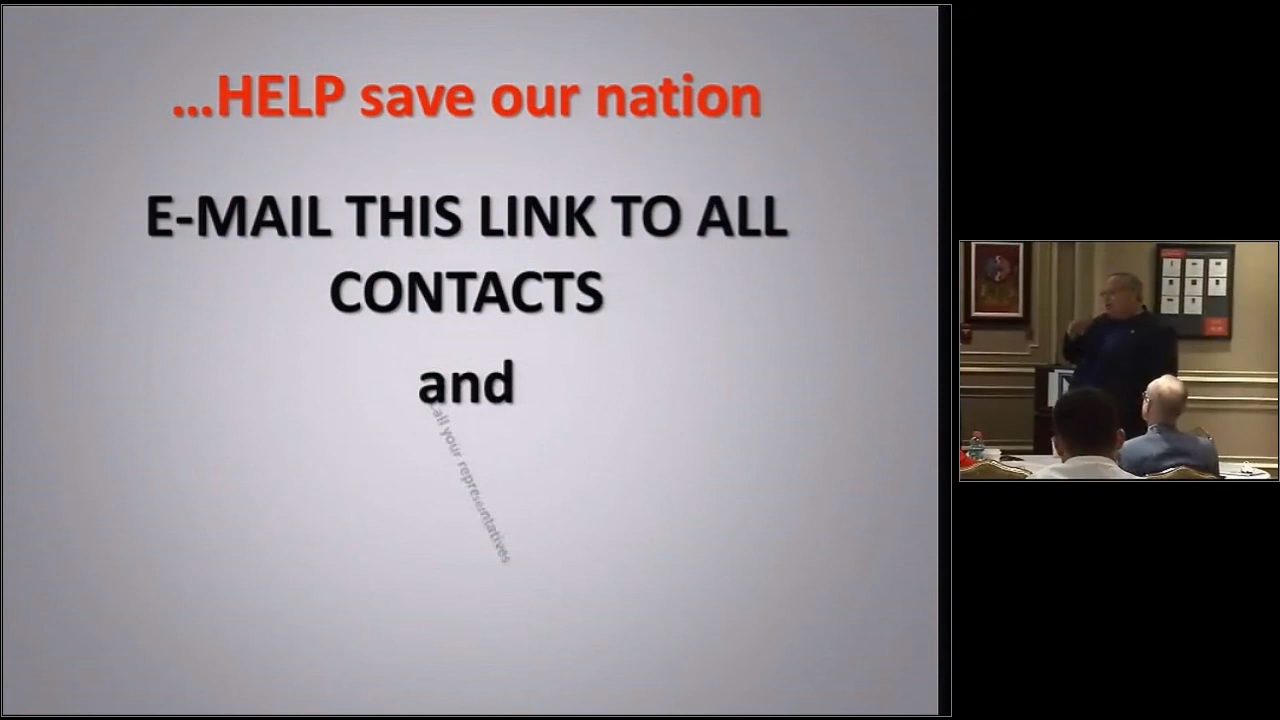 ...HELP save our nation
E-MAIL THIS LINK TO ALL
CONTACTS
and
Call your representatives